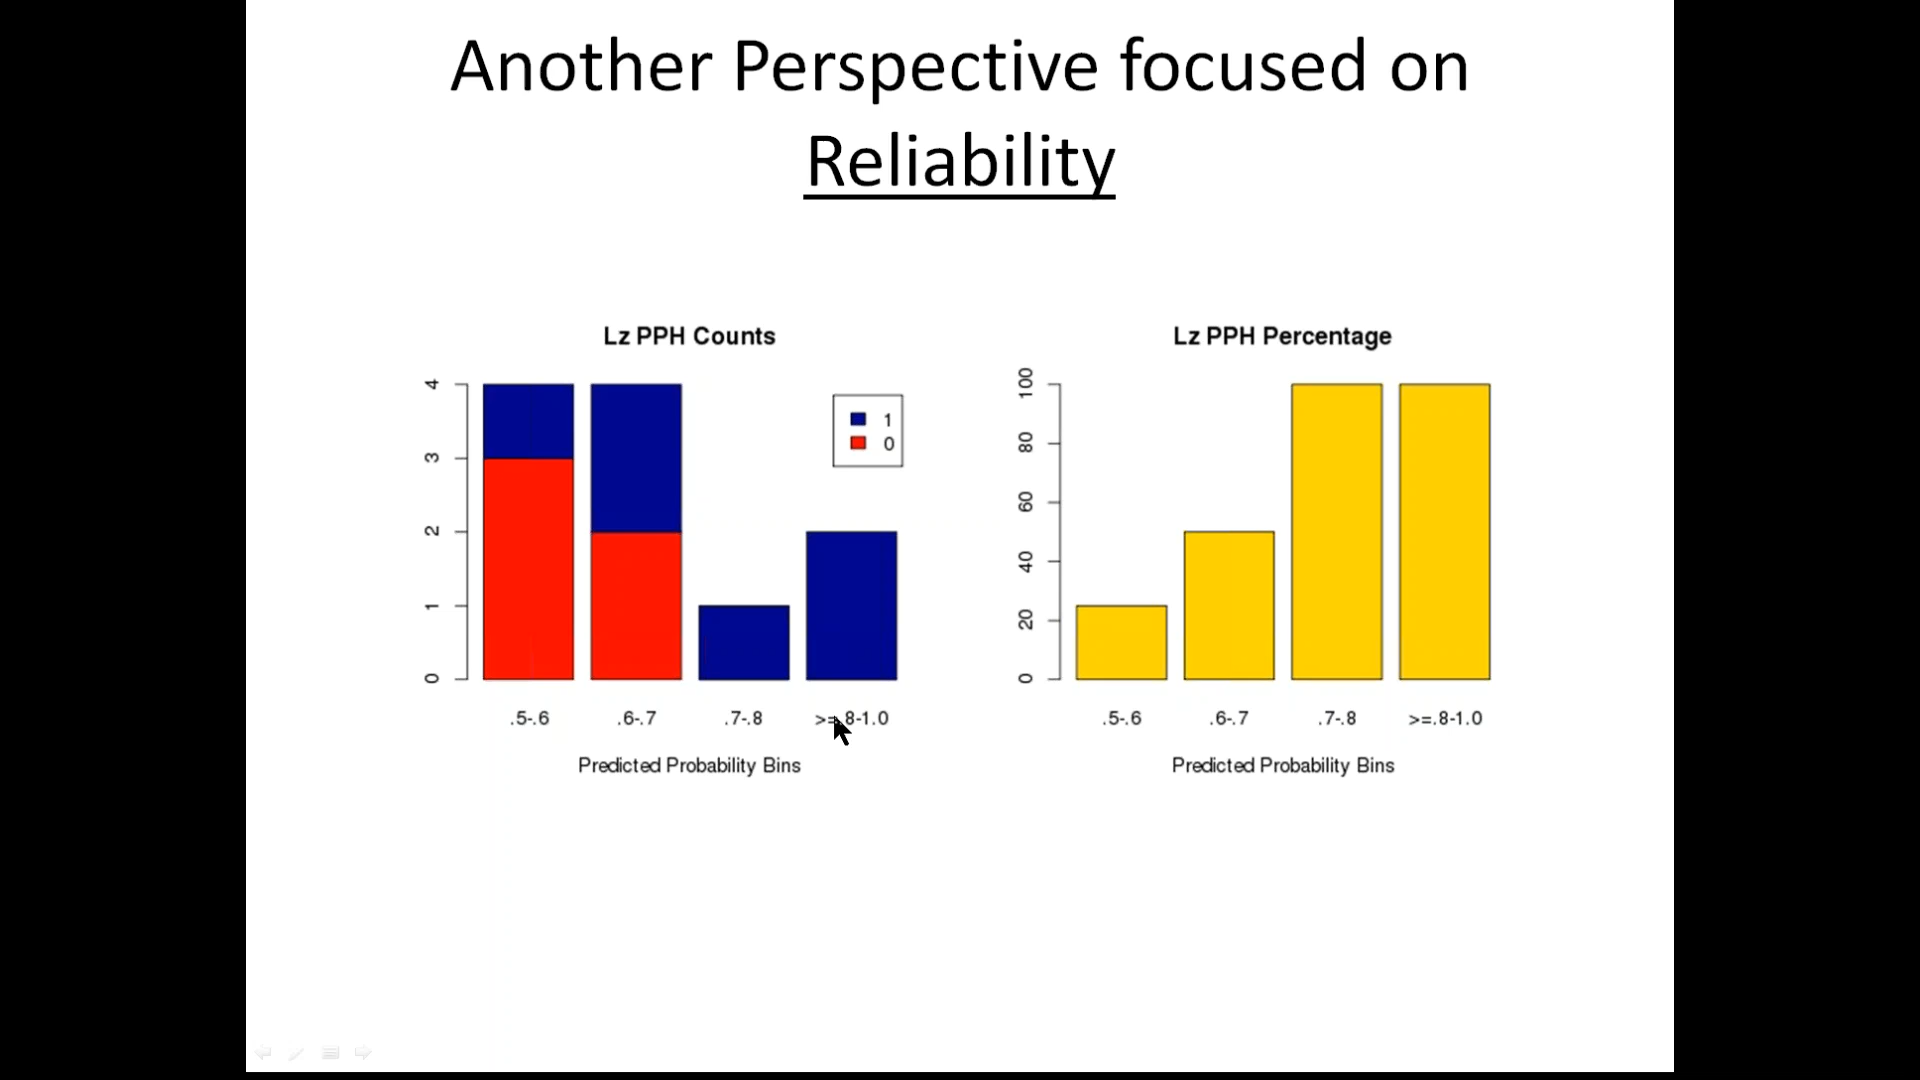 Another Perspective focused on
Reliability
Lz PPH Counts
4
3
2
1
0
1
0
.5-.6 .6-.7 .7-.8 >=.8-1.0
Predicted Probability Bins
Lz PPH Percentage
100
80
60
40
20
0
.5-.6 .6-.7 .7-.8 >=.8-1.0
Predicted Probability Bins